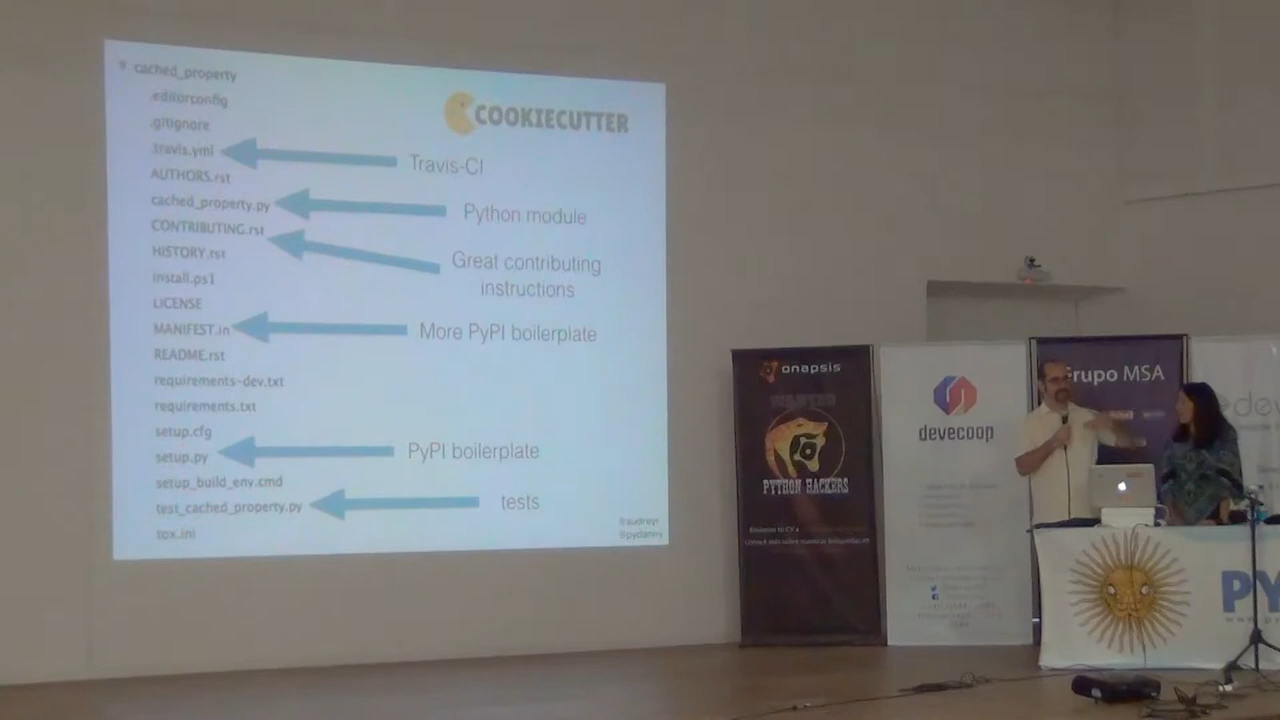 cached_property
.editorconfig
.gitignore
.travis.yml
AUTHORS.rst
cached_property.py
CONTRIBUTING.rst
HISTORY.rst
install.ps1
LICENSE
MANIFEST.in
README.rst
requirements-dev.txt
requirements.txt
setup.cfg
setup.py
setup_build_env.cmd
test_cached_property.py
tox.ini
COOKIECUTTER
Travis-CI
Python module
Great contributing
instructions
More PyPI boilerplate
PyPI boilerplate
tests
@audreyr
@pydanny
onapsis
WANTED
PYTHON HACKERS
devecoop
Grupo MSA
dev
PY